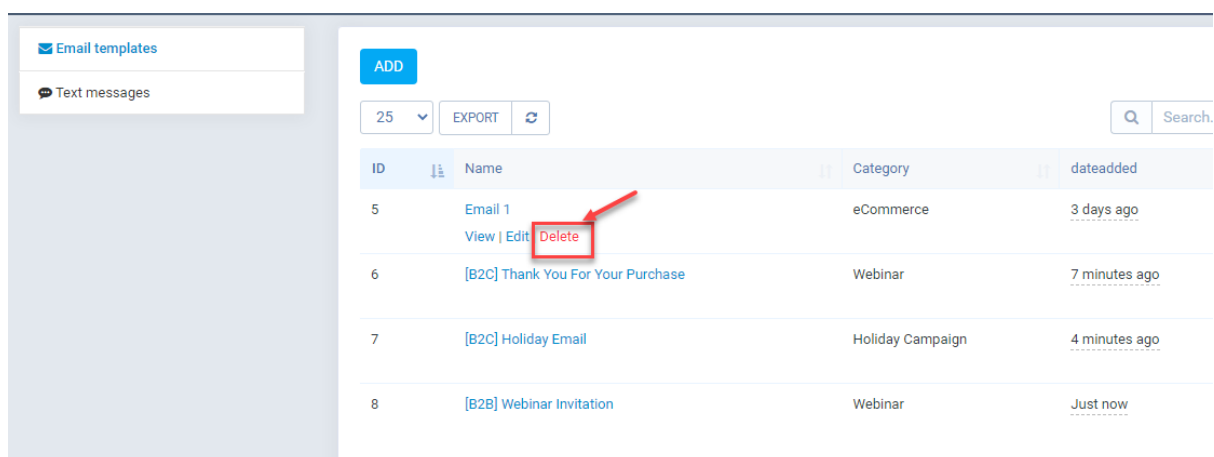 Email templates
Text messages
ADD
25 EXPORT Search.
ID Name Category dateadded
5 Email 1 eCommerce 3 days ago
View | Edit Delete
6 [B2C] Thank You For Your Purchase Webinar 7 minutes ago
7 [B2C] Holiday Email Holiday Campaign 4 minutes ago
8 [B2B] Webinar Invitation Webinar Just now